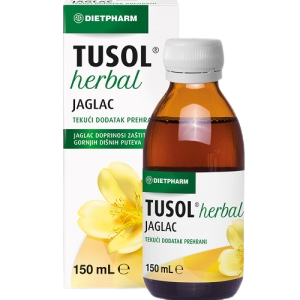 DIETPHARM
TUSOL®
herbal
JAGLAC
TEKUĆI DODATAK PREHRANI
JAGLAC DOPRINOSI ZAŠTITI
GORNJIH DIŠNIH PUTEVA
150 mL ℮
DIETPHARM
TUSOL® herbal
JAGLAC
TEKUĆI DODATAK PREHRANI
150 mL ℮